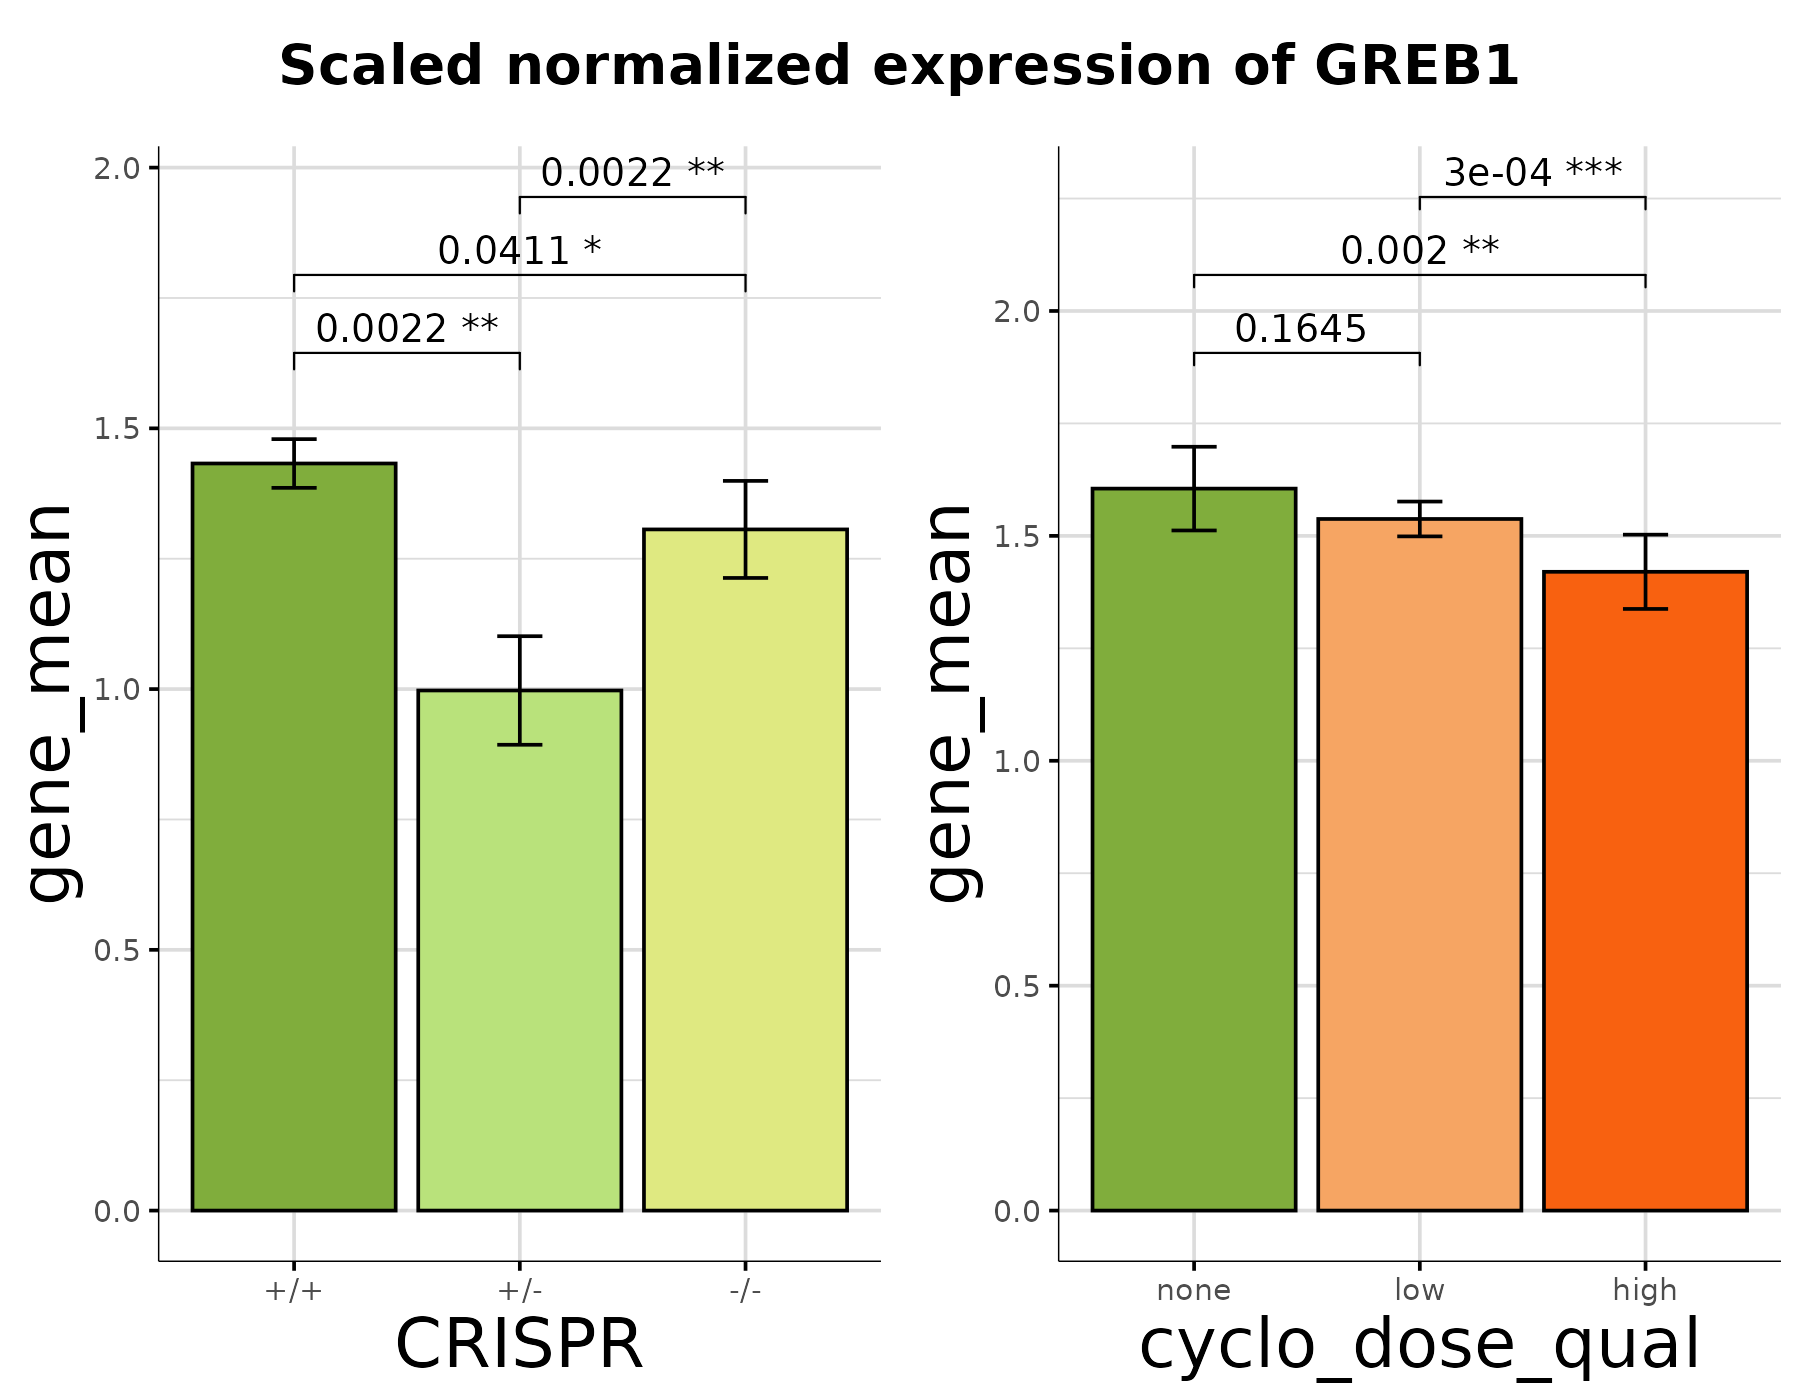 Scaled normalized expression of GREB1
gene_mean
2.0
1.5
1.0
0.5
0.0
0.0022 **
0.0411 *
0.0022 **
+/+
+/-
-/-
CRISPR
gene_mean
2.0
1.5
1.0
0.5
0.0
3e-04 ***
0.002 **
0.1645
none
low
high
cyclo_dose_qual